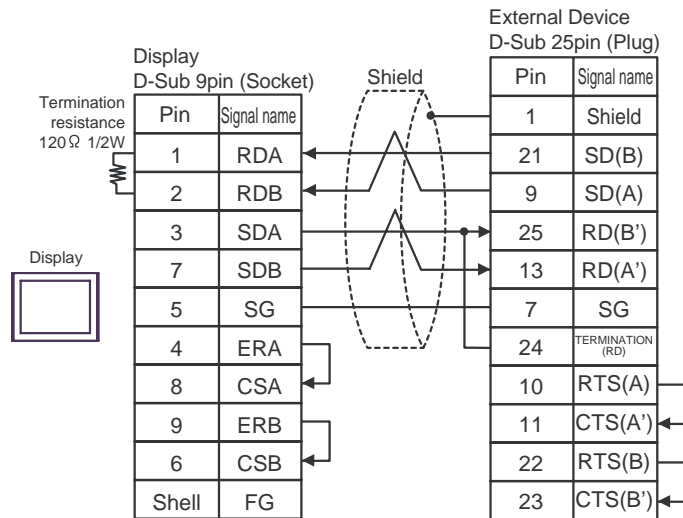 External Device
D-Sub 25pin (Plug)
Display
D-Sub 9pin (Socket)
Shield
Termination
resistance
120Ω 1/2W
Pin Signal name
1 RDA
2 RDB
3 SDA
7 SDB
5 SG
4 ERA
8 CSA
9 ERB
6 CSB
Shell FG
Display
Pin Signal name
1 Shield
21 SD(B)
9 SD(A)
25 RD(B’)
13 RD(A’)
7 SG
24 TERMINATION
(RD)
10 RTS(A)
11 CTS(A’)
22 RTS(B)
23 CTS(B’)